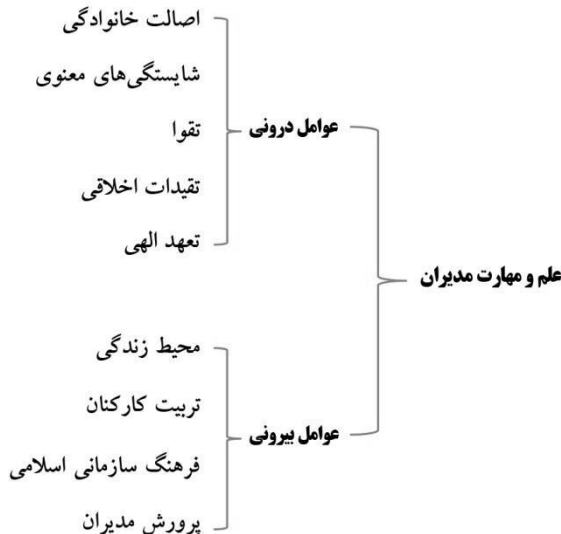 علم و مهارت مدیران
عوامل درونی
اصالت خانوادگی
شایستگی‌های معنوی
تقوا
تقیدات اخلاقی
تعهد الهی
عوامل بیرونی
محیط زندگی
تربیت کارکنان
فرهنگ سازمانی اسلامی
پرورش مدیران